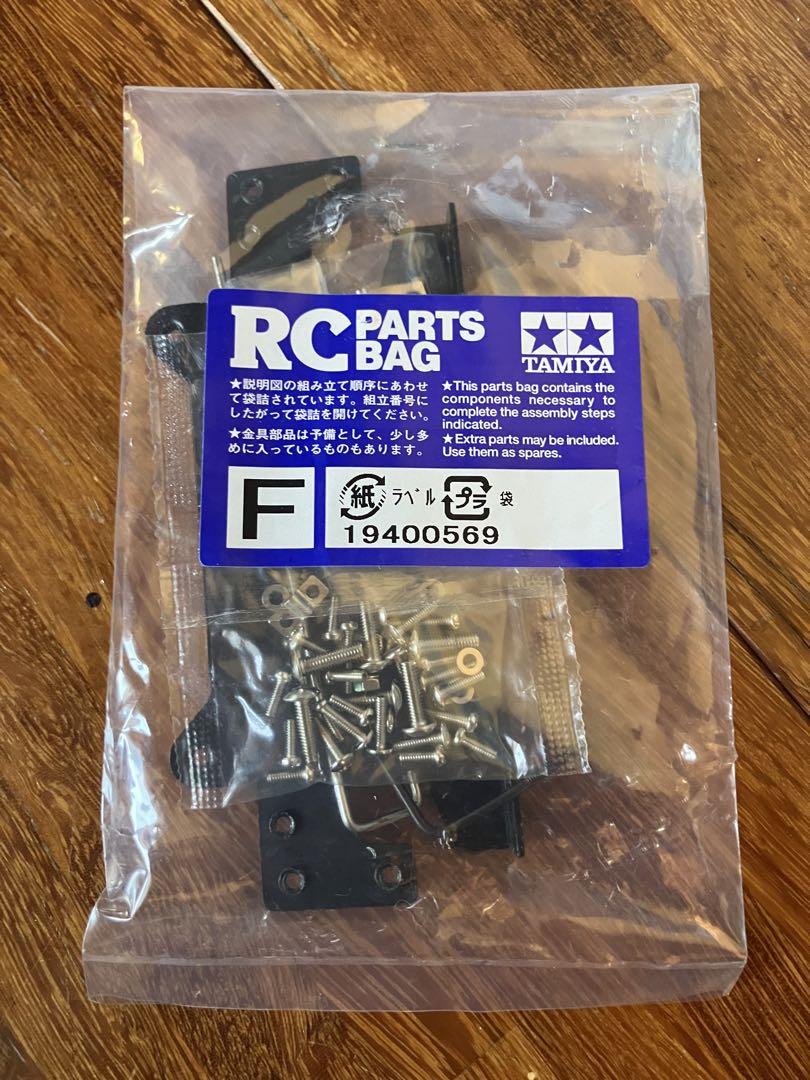 RC PARTS BAG
TAMIYA
★説明図の組み立て順序にあわせ
て袋詰されています。組立番号に
したがって袋詰を開けてください。
★金具部品は予備として、少し多
めに入っているものもあります。
★This parts bag contains the
components necessary to
complete the assembly steps
indicated.
★Extra parts may be included.
Use them as spares.
F
紙 ラベル プラ 袋
19400569